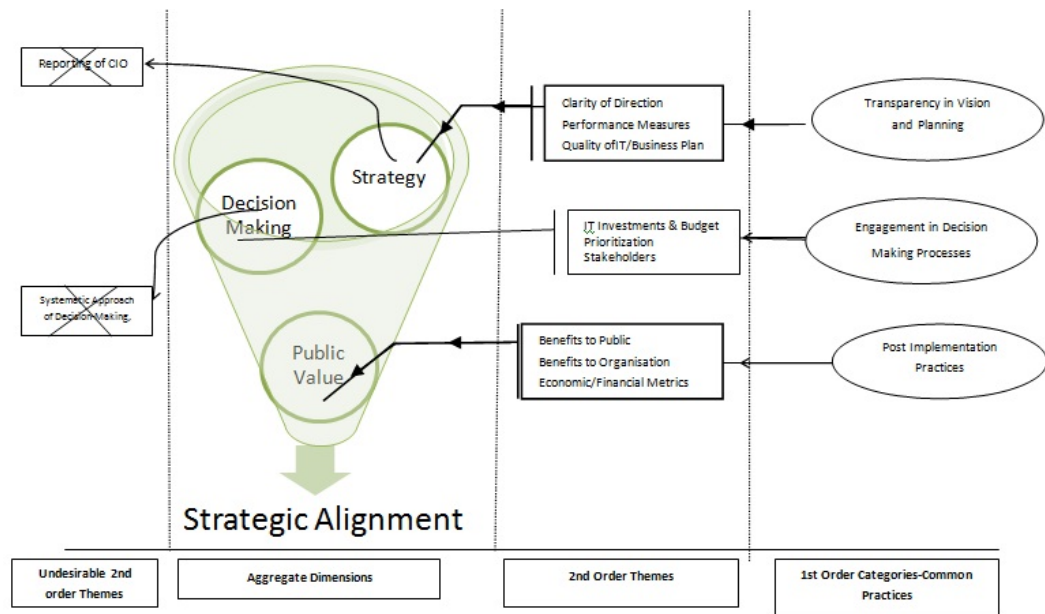 Reporting of CIO
Systemetic Approach
of Decision Making,
Strategy
Decision
Making
Public
Value
Strategic Alignment
Clarity of Direction
Performance Measures
Quality ofIT/Business Plan
IT Investments & Budget
Prioritization
Stakeholders
Benefits to Public
Benefits to Organisation
Economic/Financial Metrics
Transparency in Vision
and Planning
Engagement in Decision
Making Processes
Post Implementation
Practices
Undesirable 2nd
order Themes
Aggregate Dimensions
2nd Order Themes
1st Order Categories-Common
Practices